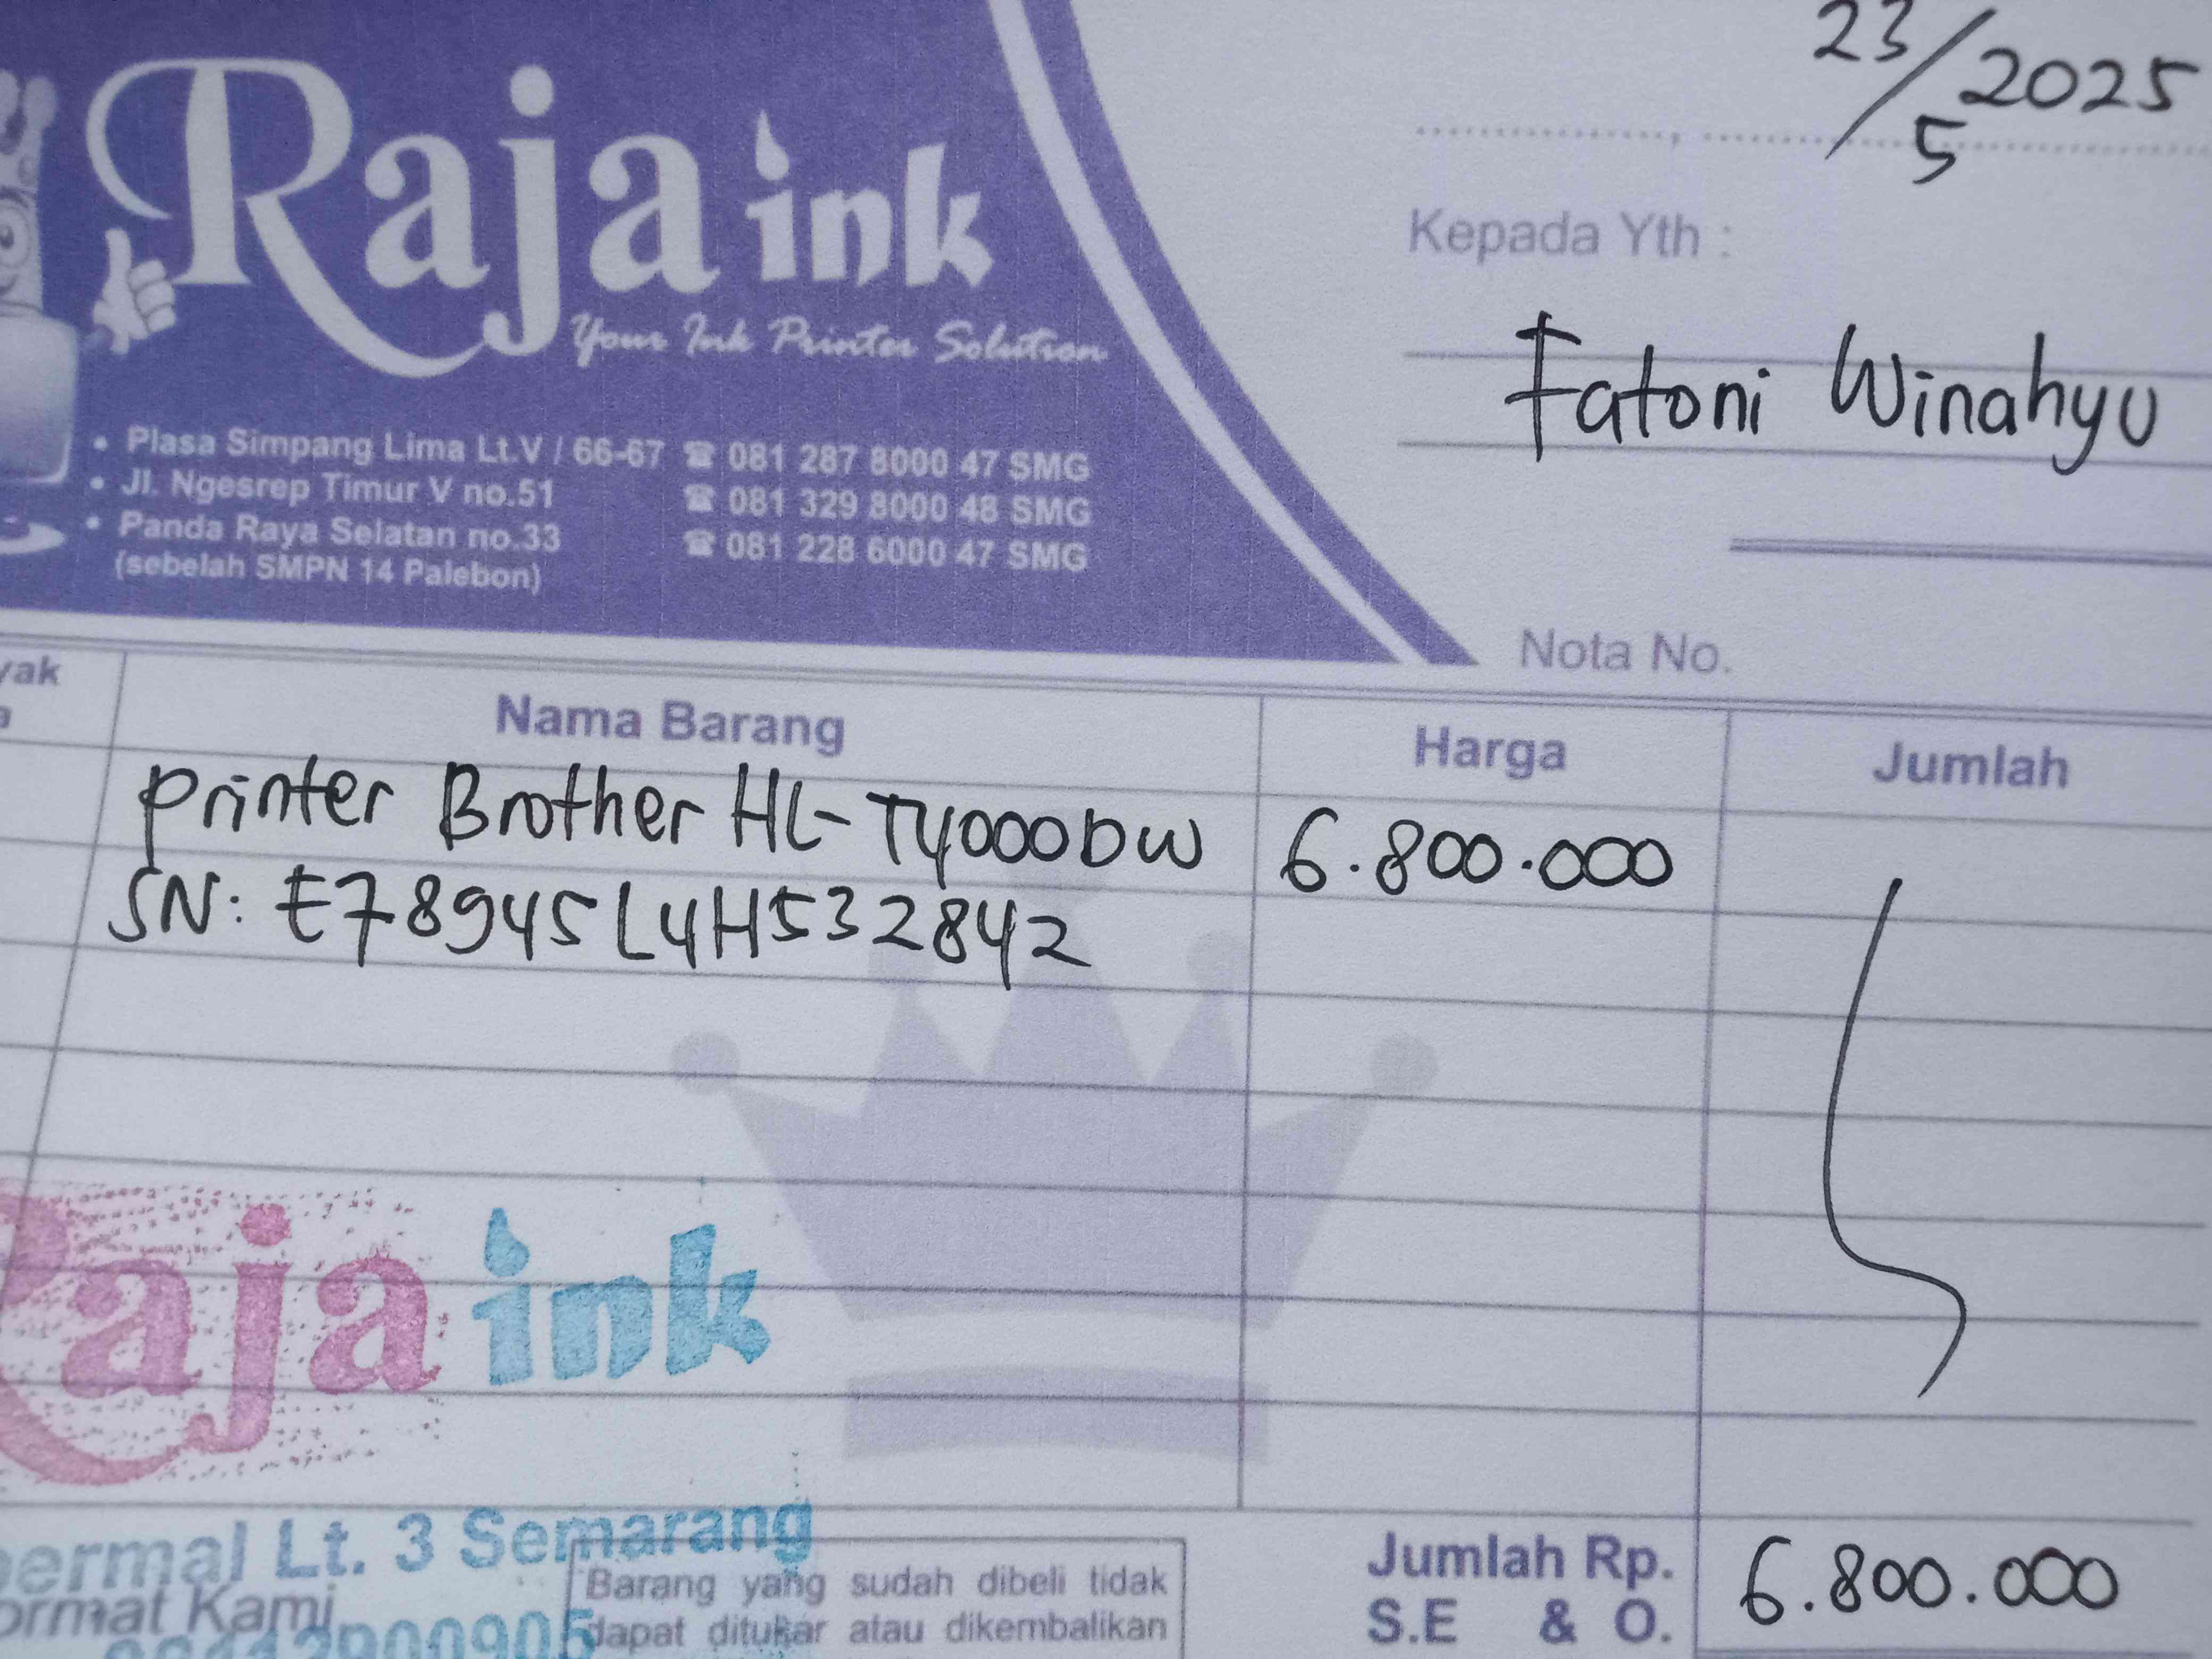 23/5 2025
Raja ink
Your Ink Printer Solution
• Plasa Simpang Lima Lt.V / 66-67 ☎ 081 287 8000 47 SMG
• Jl. Ngesrep Timur V no.51 ☎ 081 329 8000 48 SMG
• Panda Raya Selatan no.33 ☎ 081 228 6000 47 SMG
(sebelah SMPN 14 Palebon)
Kepada Yth :
Fatoni Winahyu
Nota No.
yak
a
Nama Barang Harga Jumlah
Printer Brother HL-T4000DW 6.800.000
SN: E78945L4H532842
Raja ink
permal Lt. 3 Semarang
ormat Kami,
Barang yang sudah dibeli tidak
dapat ditukar atau dikembalikan
Jumlah Rp. 6.800.000
S.E & O.